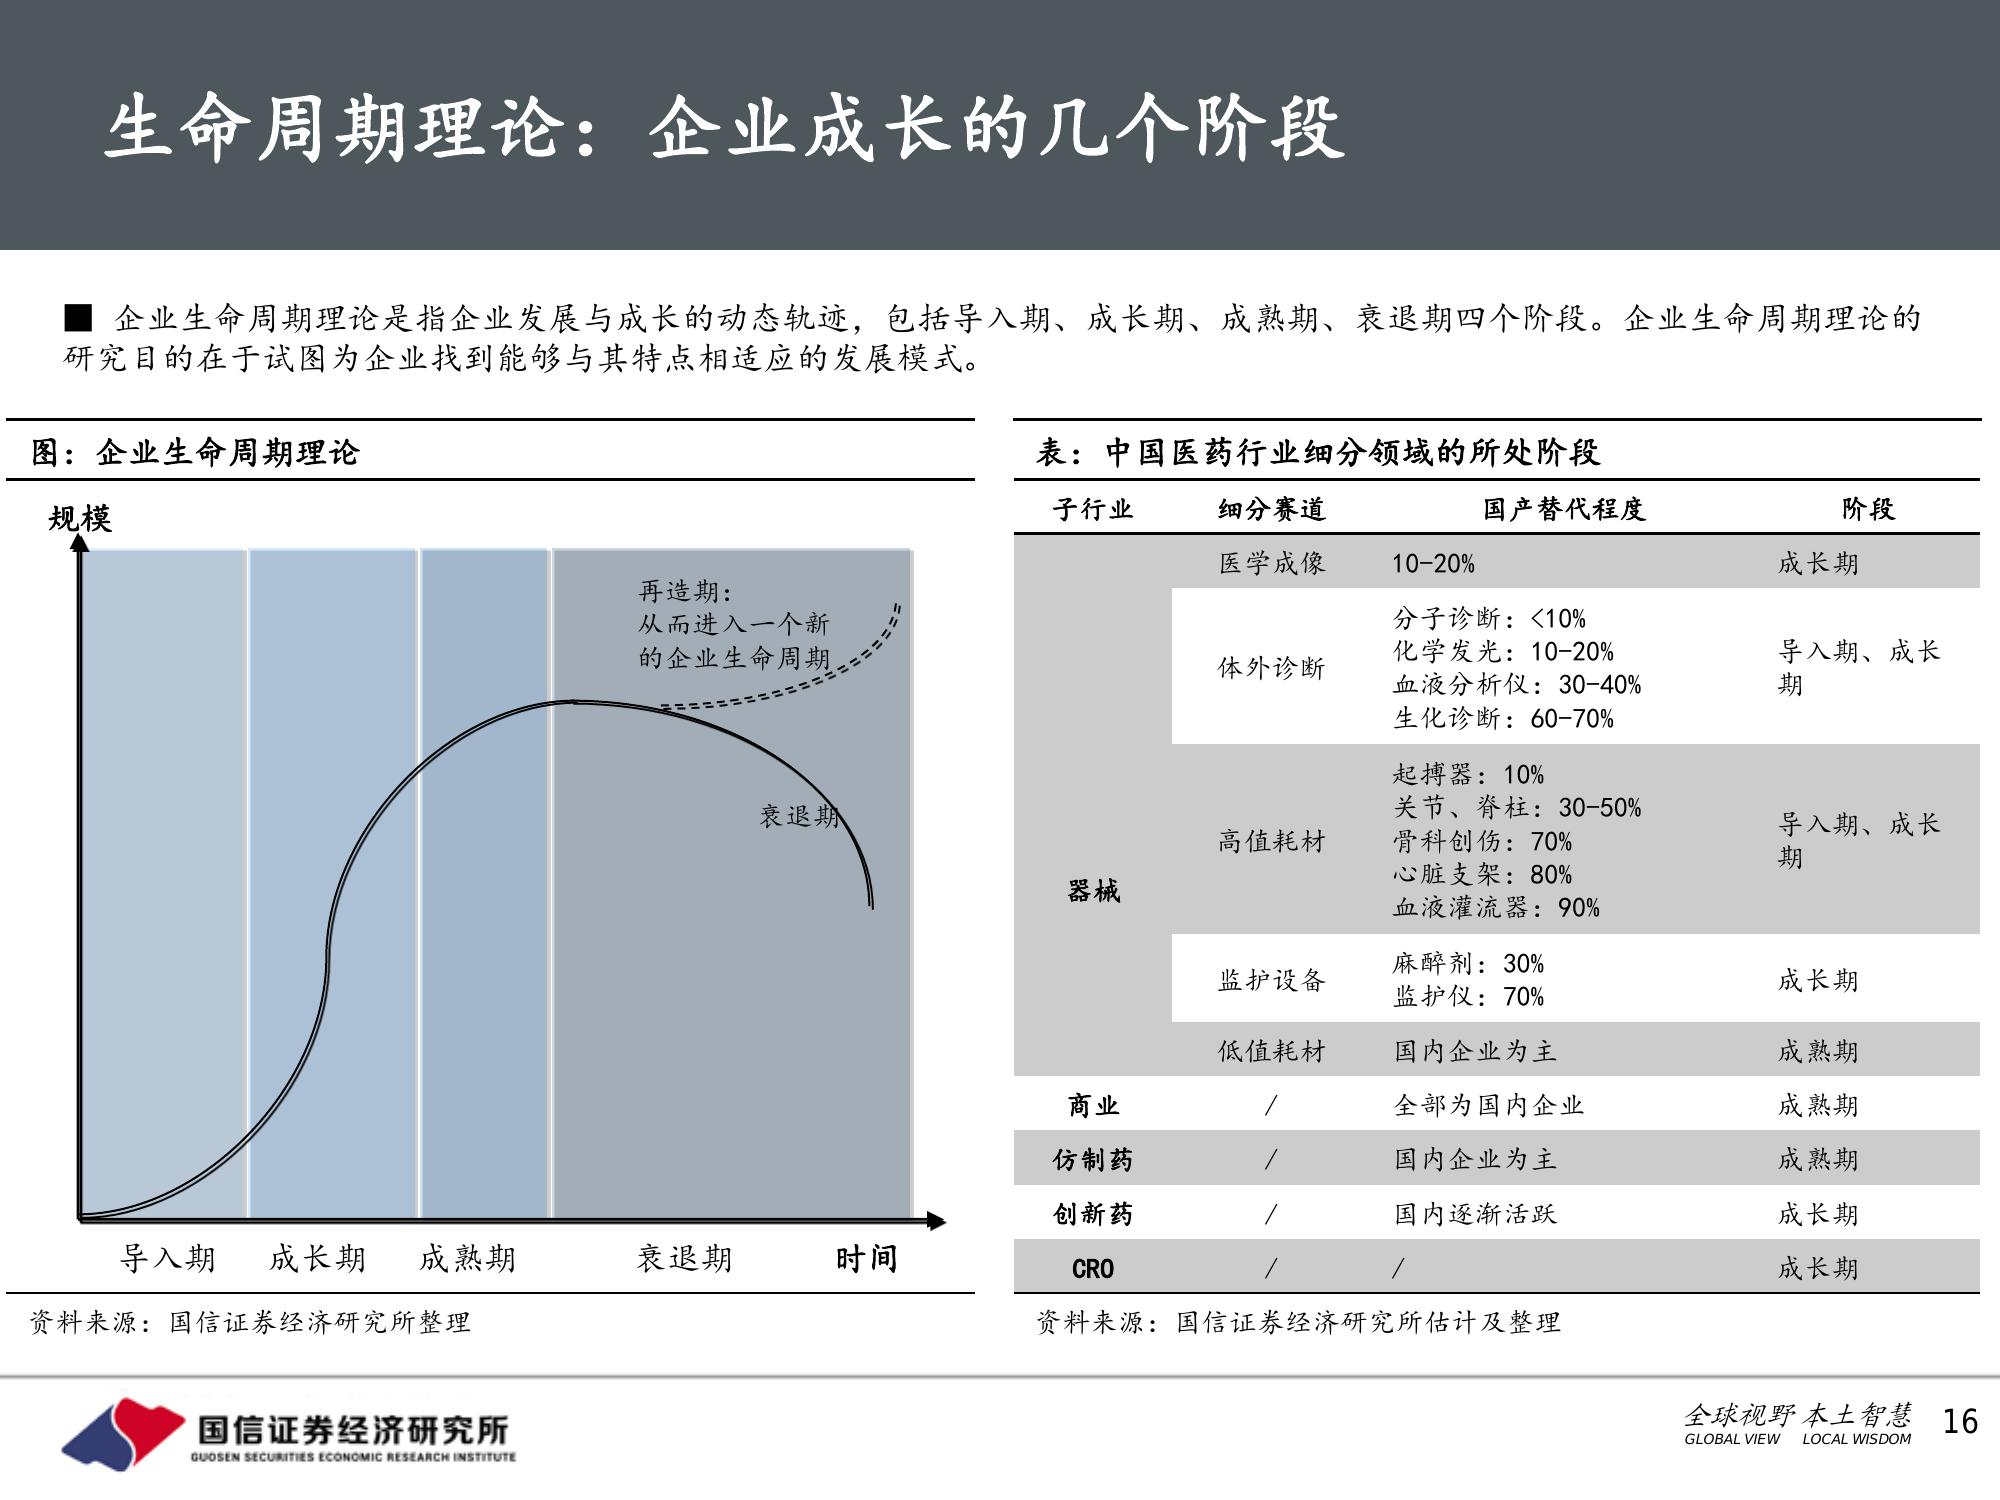 生命周期理论：企业成长的几个阶段
■ 企业生命周期理论是指企业发展与成长的动态轨迹，包括导入期、成长期、成熟期、衰退期四个阶段。企业生命周期理论的
研究目的在于试图为企业找到能够与其特点相适应的发展模式。
图：企业生命周期理论
规模
再造期：
从而进入一个新
的企业生命周期
衰退期
导入期 成长期 成熟期 衰退期 时间
资料来源：国信证券经济研究所整理
表：中国医药行业细分领域的所处阶段
子行业 细分赛道 国产替代程度 阶段
器械
医学成像 10-20% 成长期
体外诊断
分子诊断：<10%
化学发光：10-20%
血液分析仪：30-40%
生化诊断：60-70%
导入期、成长
期
高值耗材
起搏器：10%
关节、脊柱：30-50%
骨科创伤：70%
心脏支架：80%
血液灌流器：90%
导入期、成长
期
监护设备
麻醉剂：30%
监护仪：70%
成长期
低值耗材 国内企业为主 成熟期
商业 / 全部为国内企业 成熟期
仿制药 / 国内企业为主 成熟期
创新药 / 国内逐渐活跃 成长期
CRO / / 成长期
资料来源：国信证券经济研究所估计及整理
国信证券经济研究所
GUOSEN SECURITIES ECONOMIC RESEARCH INSTITUTE
全球视野 本土智慧
GLOBAL VIEW LOCAL WISDOM
16